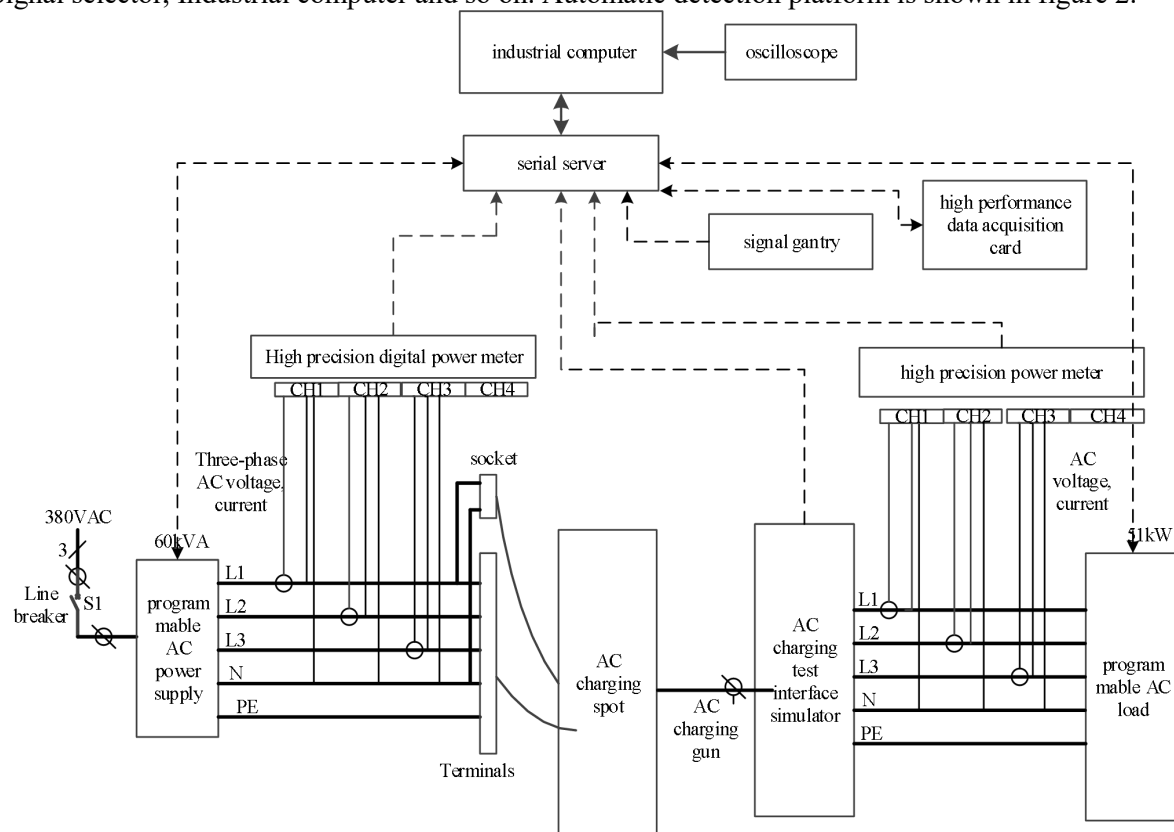 signal selector, Industrial computer and so on. Automatic detection platform is shown in figure 2.
industrial computer
oscilloscope
serial server
high performance
data acquisition
card
signal gantry
High precision digital power meter
CH1 CH2 CH3 CH4
high precision power meter
CH1 CH2 CH3 CH4
Three-phase
AC voltage,
current
socket
AC
voltage,
current
380VAC
3
60kVA
51kW
Line
breaker
S1
program
mable
AC
power
supply
L1
L2
L3
N
PE
Terminals
AC
charging
spot
AC
charging
gun
AC
charging
test
interface
simulator
L1
L2
L3
N
PE
program
mable AC
load